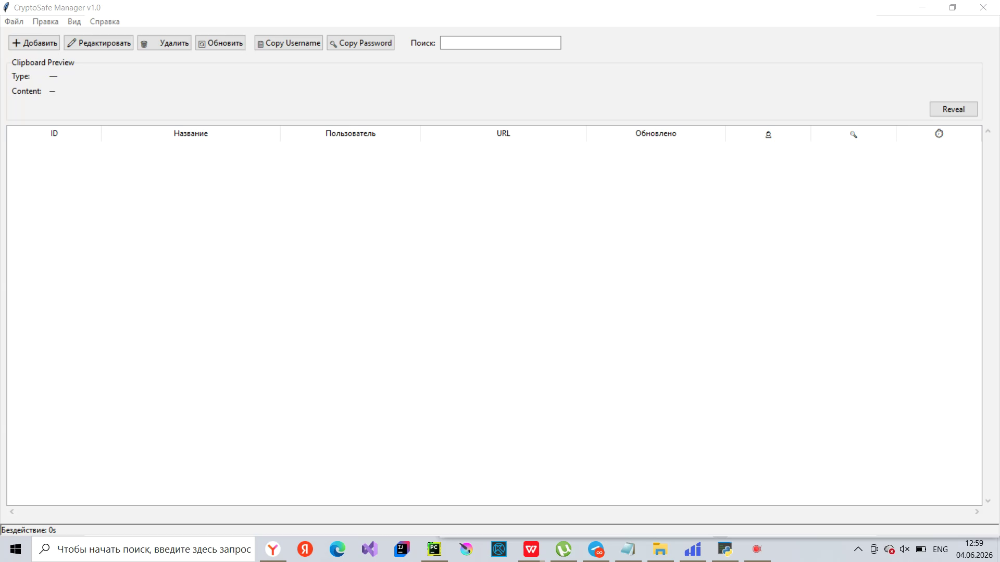 CryptoSafe Manager v1.0
Файл Правка Вид Справка
Добавить Редактировать Удалить Обновить Copy Username Copy Password Поиск:
Clipboard Preview
Type: —
Content: —
Reveal
ID Название Пользователь URL Обновлено
Бездействие: 0s
Чтобы начать поиск, введите здесь запрос
ENG
12:59
04.06.2026